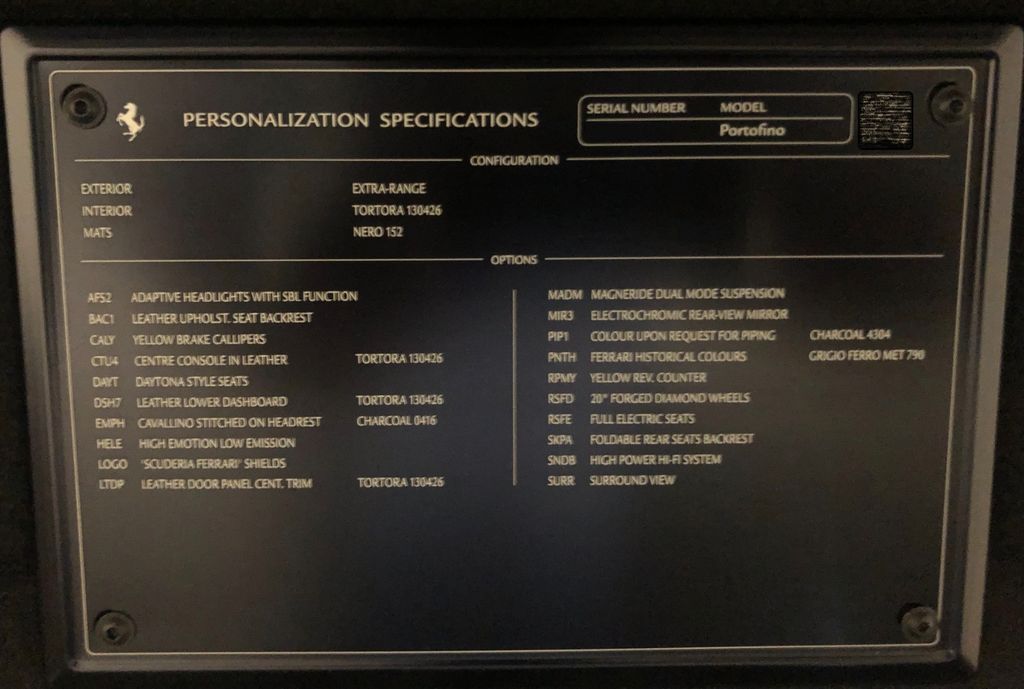 PERSONALIZATION SPECIFICATIONS
SERIAL NUMBER MODEL
Portofino
CONFIGURATION
EXTERIOR EXTRA-RANGE
INTERIOR TORTORA 130426
MATS NERO 152
OPTIONS
AFS2 ADAPTIVE HEADLIGHTS WITH SBL FUNCTION
BAC1 LEATHER UPHOLST. SEAT BACKREST
CALY YELLOW BRAKE CALLIPERS
CTU4 CENTRE CONSOLE IN LEATHER TORTORA 130426
DAYT DAYTONA STYLE SEATS
DSH7 LEATHER LOWER DASHBOARD TORTORA 130426
EMPH CAVALLINO STITCHED ON HEADREST CHARCOAL 0416
HELE HIGH EMOTION LOW EMISSION
LOGO 'SCUDERIA FERRARI' SHIELDS
LTDP LEATHER DOOR PANEL CENT. TRIM TORTORA 130426
MADM MAGNERIDE DUAL MODE SUSPENSION
MIR3 ELECTROCHROMIC REAR-VIEW MIRROR
PIP1 COLOUR UPON REQUEST FOR PIPING CHARCOAL 4304
PNTH FERRARI HISTORICAL COLOURS GRIGIO FERRO MET 790
RPMY YELLOW REV. COUNTER
RSFD 20" FORGED DIAMOND WHEELS
RSFE FULL ELECTRIC SEATS
SKPA FOLDABLE REAR SEATS BACKREST
SNDB HIGH POWER HI-FI SYSTEM
SURR SURROUND VIEW